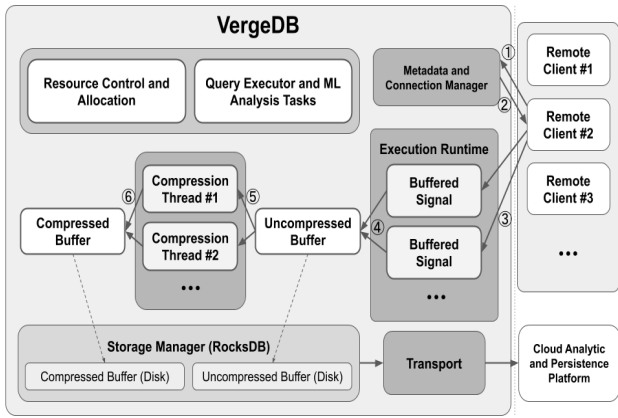 VergeDB
Resource Control and
Allocation
Query Executor and ML
Analysis Tasks
Metadata and
Connection Manager
①
②
Remote
Client #1
Remote
Client #2
Remote
Client #3
...
Execution Runtime
Buffered
Signal
Buffered
Signal
...
③
④
Uncompressed
Buffer
⑤
Compression
Thread #1
Compression
Thread #2
...
⑥
Compressed
Buffer
Storage Manager (RocksDB)
Compressed Buffer (Disk)
Uncompressed Buffer (Disk)
Transport
Cloud Analytic
and Persistence
Platform